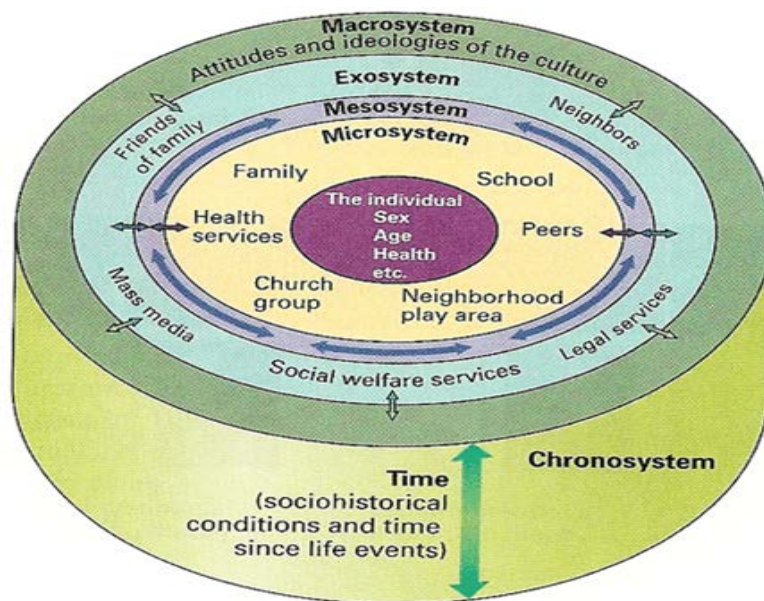 Macrosystem
Attitudes and ideologies of the culture
Exosystem
Mesosystem
Microsystem
Friends
of family
Neighbors
Family
School
The individual
Sex
Age
Health
etc.
Health
services
Peers
Church
group
Neighborhood
play area
Mass media
Legal services
Social welfare services
Chronosystem
Time
(sociohistorical
conditions and time
since life events)